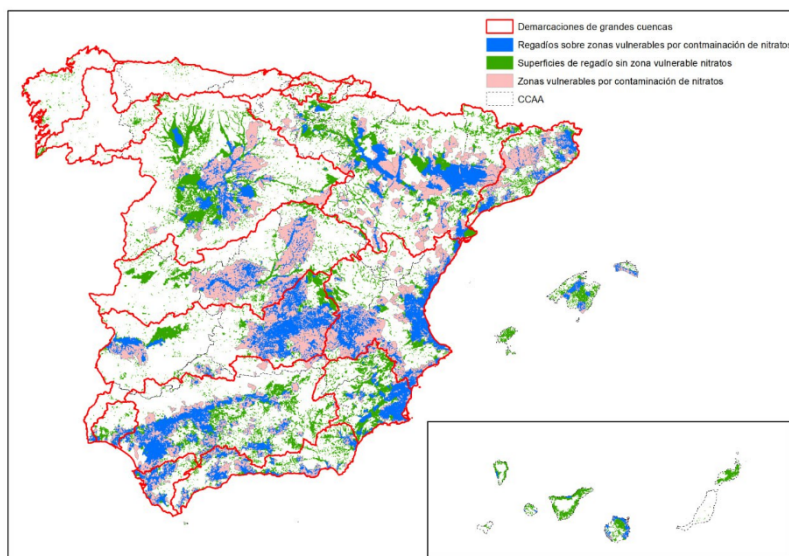 Demarcaciones de grandes cuencas
Regadíos sobre zonas vulnerables por contmainación de nitratos
Superficies de regadío sin zona vulnerable nitratos
Zonas vulnerables por contaminación de nitratos
CCAA